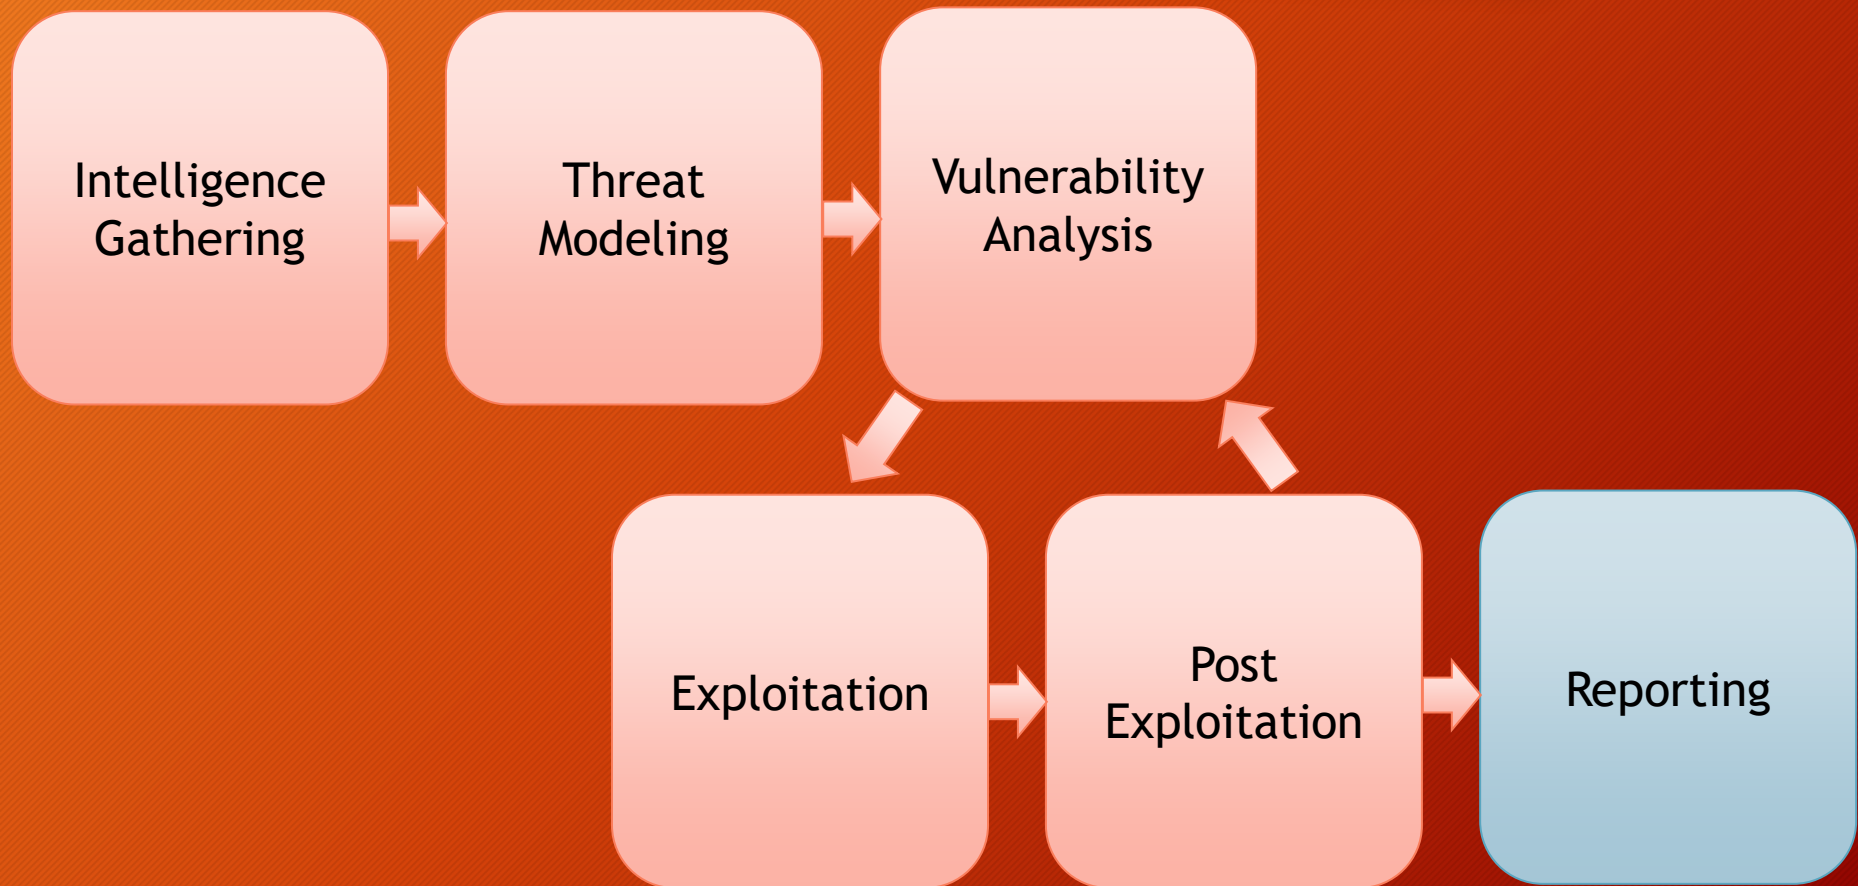 Intelligence
Gathering
Threat
Modeling
Vulnerability
Analysis
Exploitation
Post
Exploitation
Reporting